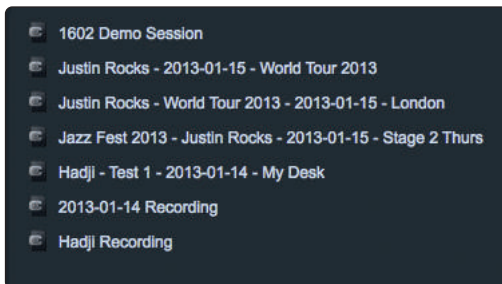 1602 Demo Session
Justin Rocks - 2013-01-15 - World Tour 2013
Justin Rocks - World Tour 2013 - 2013-01-15 - London
Jazz Fest 2013 - Justin Rocks - 2013-01-15 - Stage 2 Thurs
Hadji - Test 1 - 2013-01-14 - My Desk
2013-01-14 Recording
Hadji Recording